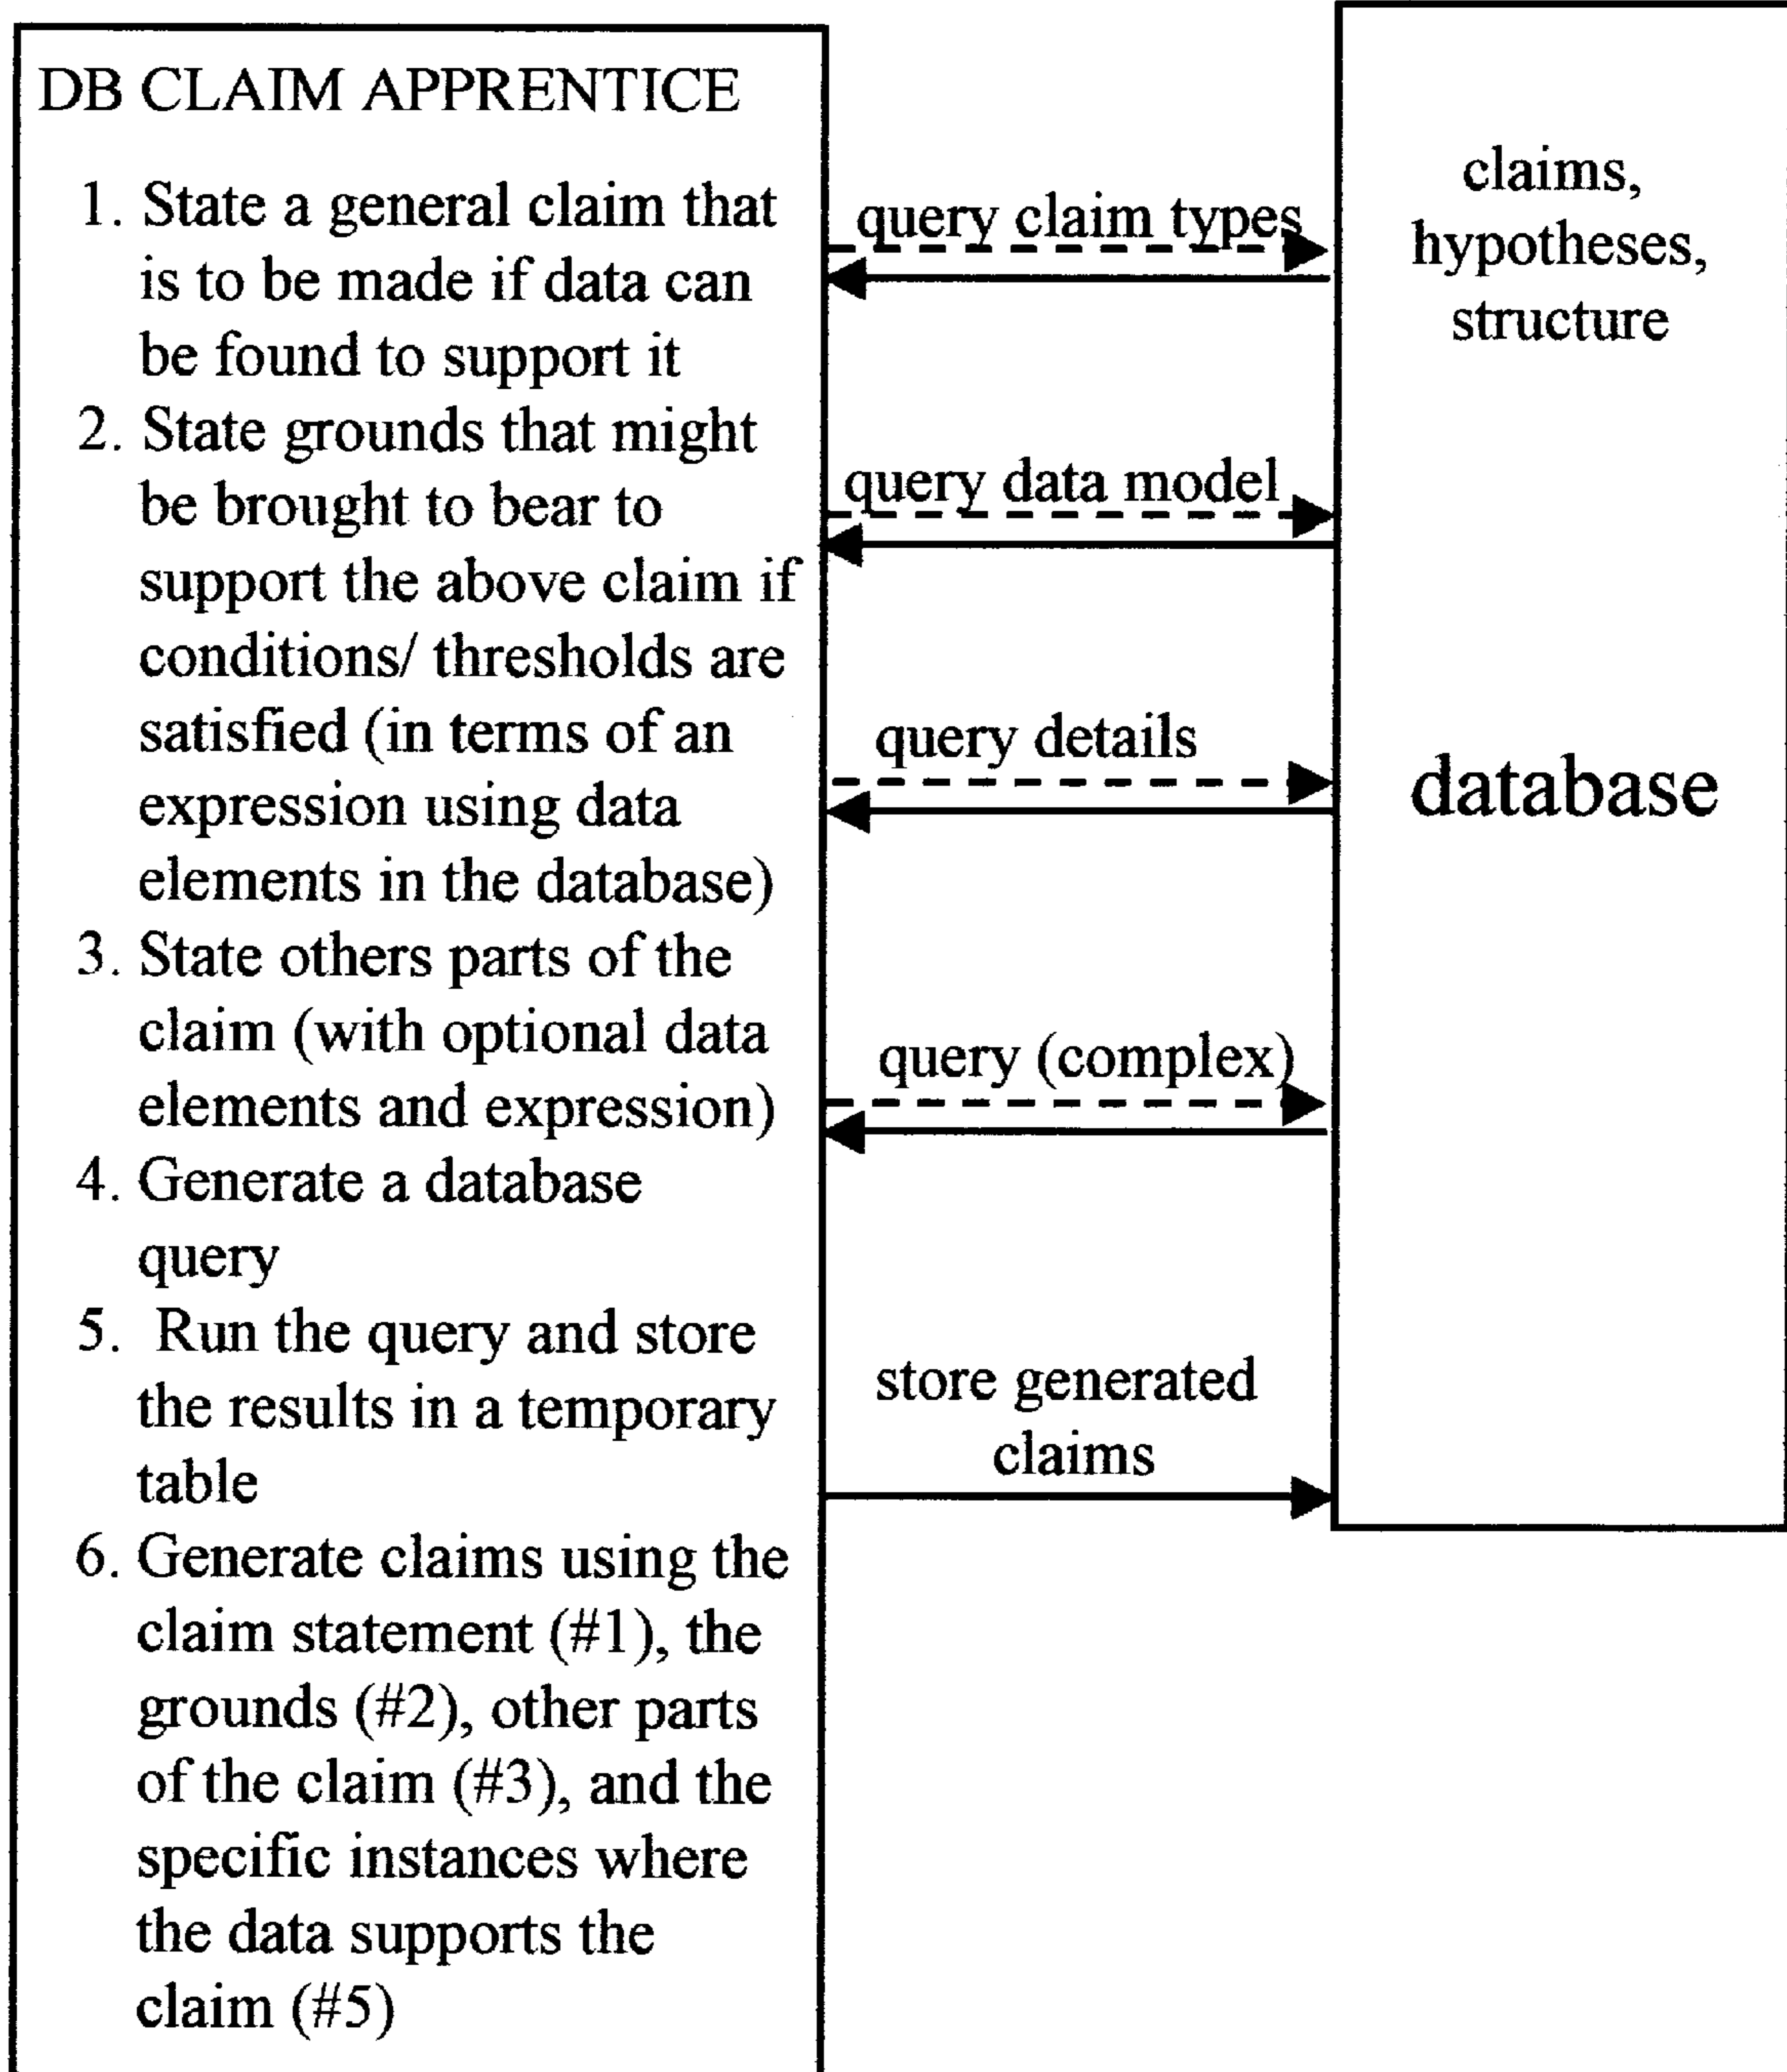 DB CLAIM APPRENTICE
1. State a general claim that
is to be made if data can
be found to support it
2. State grounds that might
be brought to bear to
support the above claim if
conditions/ thresholds are
satisfied (in terms of an
expression using data
elements in the database)
3. State others parts of the
claim (with optional data
elements and expression)
4. Generate a database
query
5. Run the query and store
the results in a temporary
table
6. Generate claims using the
claim statement (#1), the
grounds (#2), other parts
of the claim (#3), and the
specific instances where
the data supports the
claim (#5)
query claim types
query data model
query details
query (complex)
store generated
claims
claims,
hypotheses,
structure
database